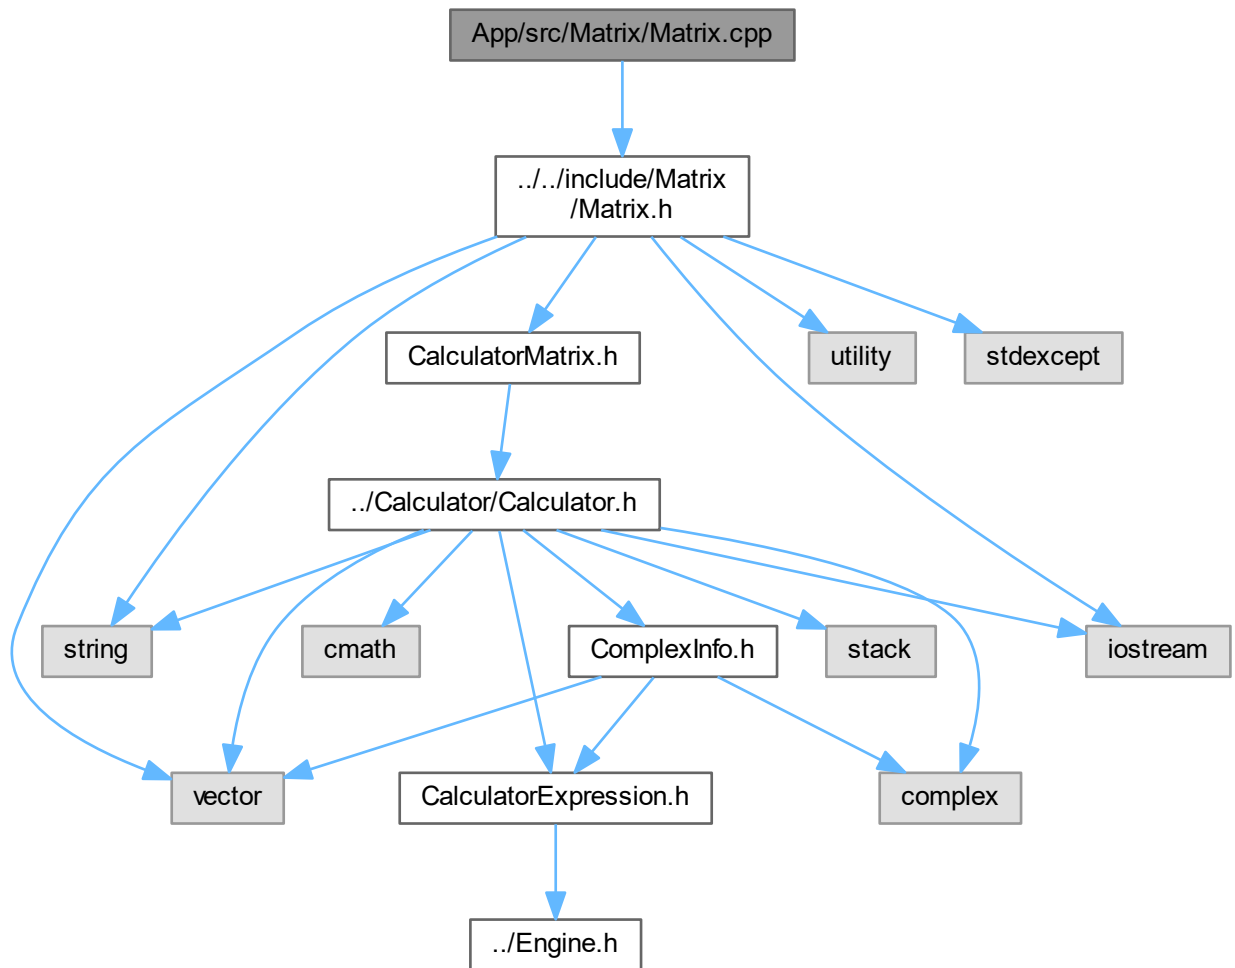 App/src/Matrix/Matrix.cpp
../../include/Matrix
/Matrix.h
CalculatorMatrix.h
utility
stdexcept
../Calculator/Calculator.h
string
cmath
ComplexInfo.h
stack
iostream
vector
CalculatorExpression.h
complex
../Engine.h